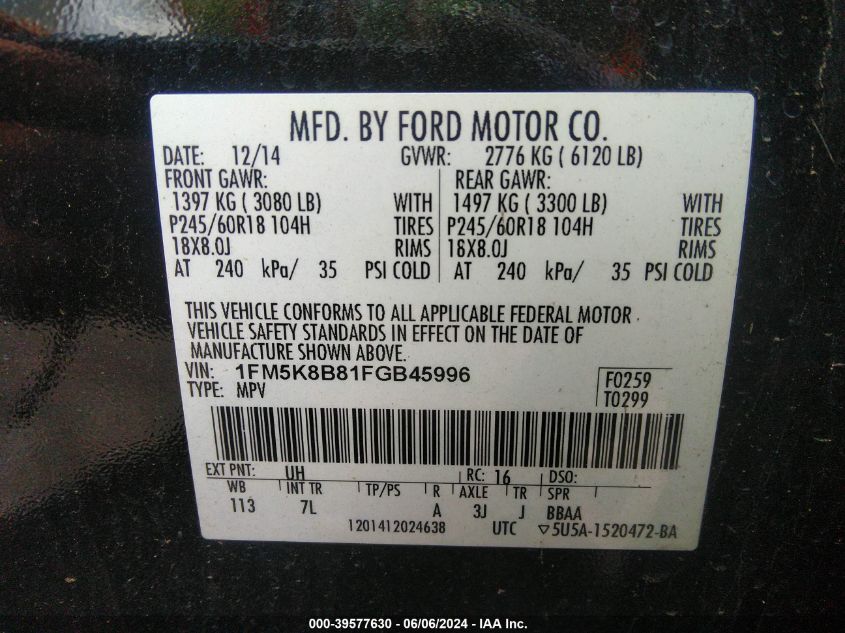 MFD. BY FORD MOTOR CO.
DATE: 12/14 GVWR: 2776 KG ( 6120 LB)
FRONT GAWR: REAR GAWR:
1397 KG ( 3080 LB) WITH 1497 KG ( 3300 LB) WITH
P245/60R18 104H TIRES P245/60R18 104H TIRES
18X8.0J RIMS 18X8.0J RIMS
AT 240 kPa/ 35 PSI COLD AT 240 kPa/ 35 PSI COLD
THIS VEHICLE CONFORMS TO ALL APPLICABLE FEDERAL MOTOR
VEHICLE SAFETY STANDARDS IN EFFECT ON THE DATE OF
MANUFACTURE SHOWN ABOVE.
VIN: 1FM5K8B81FGB45996 F0259
TYPE: MPV T0299
EXT PNT: UH RC: 16 DSO:
WB INT TR TP/PS R AXLE TR SPR
113 7L A 3J J BBAA
1201412024638 UTC ▽5U5A-1520472-BA
000-39577630 - 06/06/2024 - IAA Inc.